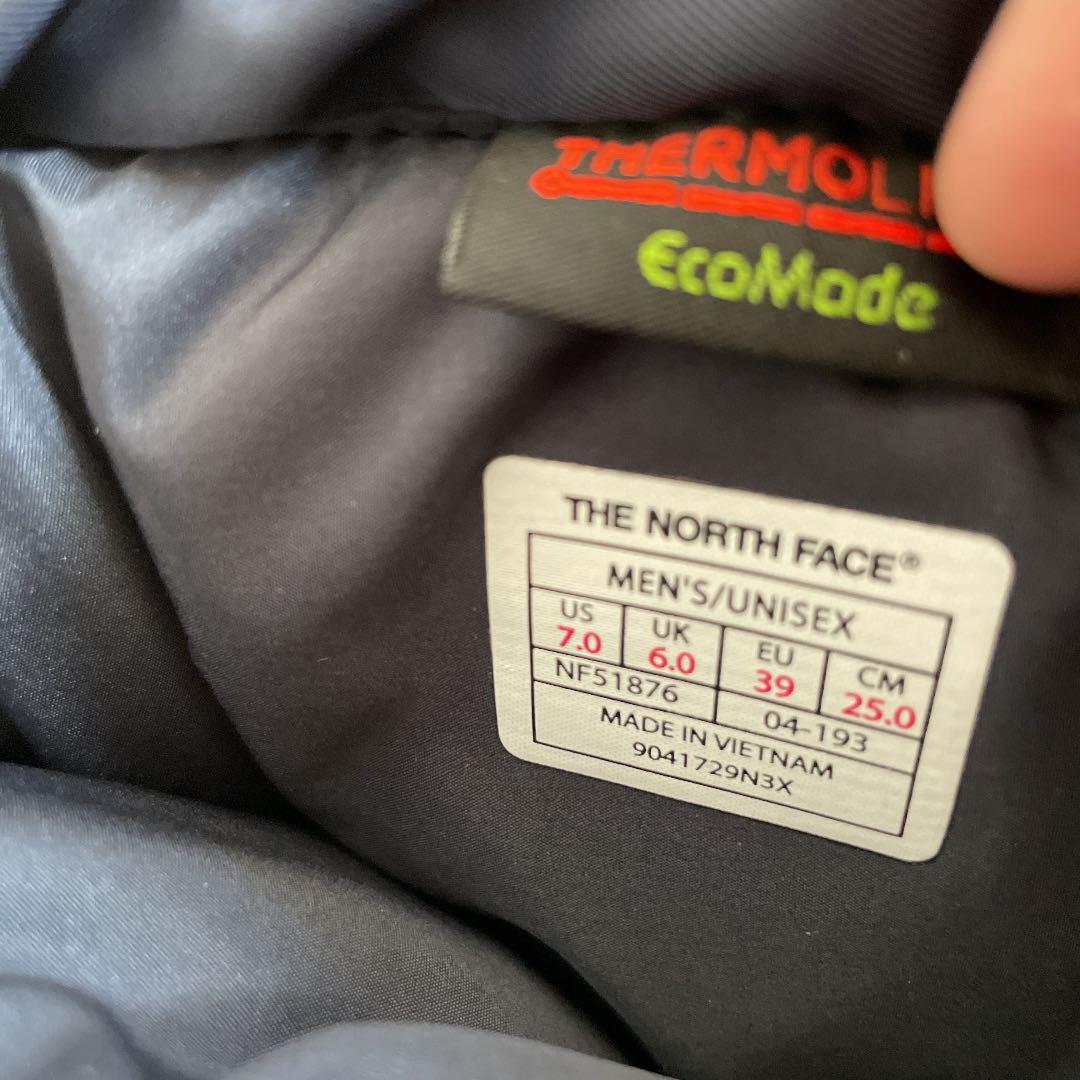 THERMOLI
EcoMade
THE NORTH FACE®
MEN'S/UNISEX
US UK EU CM
7.0 6.0 39 25.0
NF51876 04-193
MADE IN VIETNAM
9041729N3X